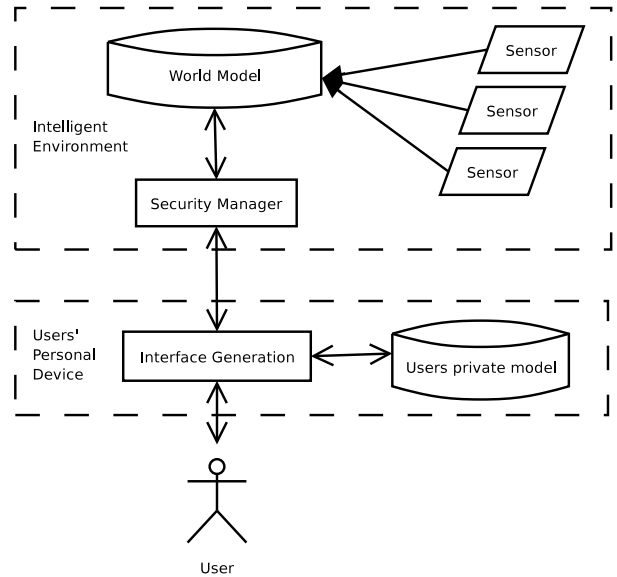 Sensor
World Model
Sensor
Intelligent
Environment
Sensor
Security Manager
Users'
Personal
Device
Interface Generation
Users private model
User